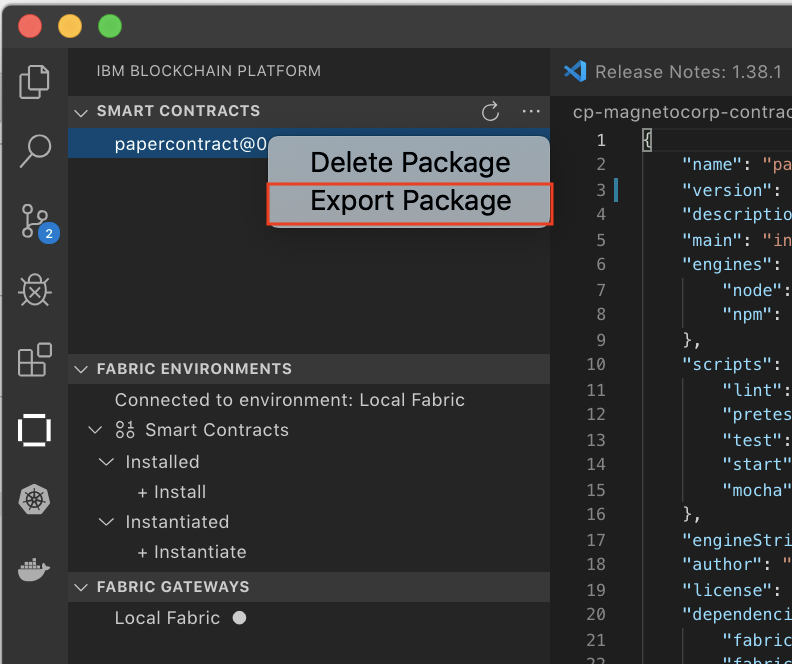 IBM BLOCKCHAIN PLATFORM
SMART CONTRACTS
papercontract@0
Delete Package
Export Package
FABRIC ENVIRONMENTS
Connected to environment: Local Fabric
Smart Contracts
Installed
+ Install
Instantiated
+ Instantiate
FABRIC GATEWAYS
Local Fabric
2
Release Notes: 1.38.1
cp-magnetocorp-contrac
1 {
2 "name": "pa
3 "version":
4 "descriptio
5 "main": "in
6 "engines":
7 "node":
8 "npm":
9 },
10 "scripts":
11 "lint":
12 "pretes
13 "test":
14 "start"
15 "mocha"
16 },
17 "engineStri
18 "author": "
19 "license":
20 "dependenci
21 "fabric
22 "fabric